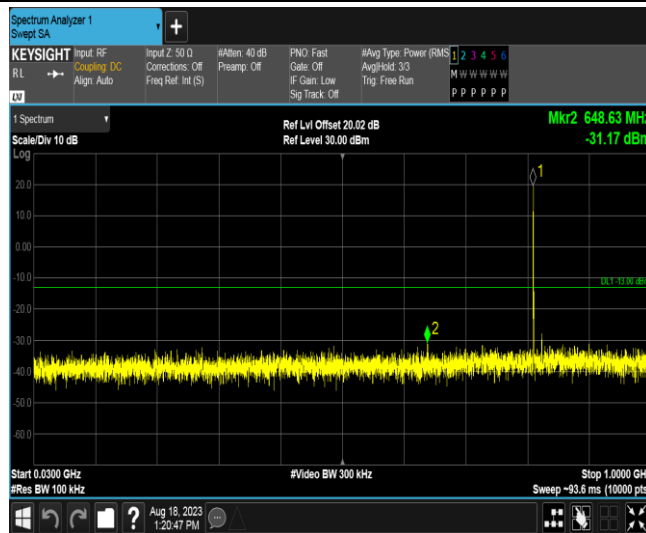 Spectrum Analyzer 1
Swept SA
+
KEYSIGHT
RL
LXI
Input: RF
Coupling: DC
Align: Auto
Input Z: 50 Ω
Corrections: Off
Freq Ref: Int (S)
#Atten: 40 dB
Preamp: Off
PNO: Fast
Gate: Off
IF Gain: Low
Sig Track: Off
#Avg Type: Power (RMS
Avg|Hold: 3/3
Trig: Free Run
1 2 3 4 5 6
M W W W W W
P P P P P P
1 Spectrum
Scale/Div 10 dB
Log
Ref Lvl Offset 20.02 dB
Ref Level 30.00 dBm
Mkr2 648.63 MHz
-31.17 dBm
20.0
10.0
0.00
-10.0
-20.0
-30.0
-40.0
-50.0
-60.0
1
2
DL1 -13.00 dBm
Start 0.0300 GHz
#Res BW 100 kHz
#Video BW 300 kHz
Stop 1.0000 GH
Sweep ~93.6 ms (10000 pts
?
Aug 18, 2023
1:20:47 PM